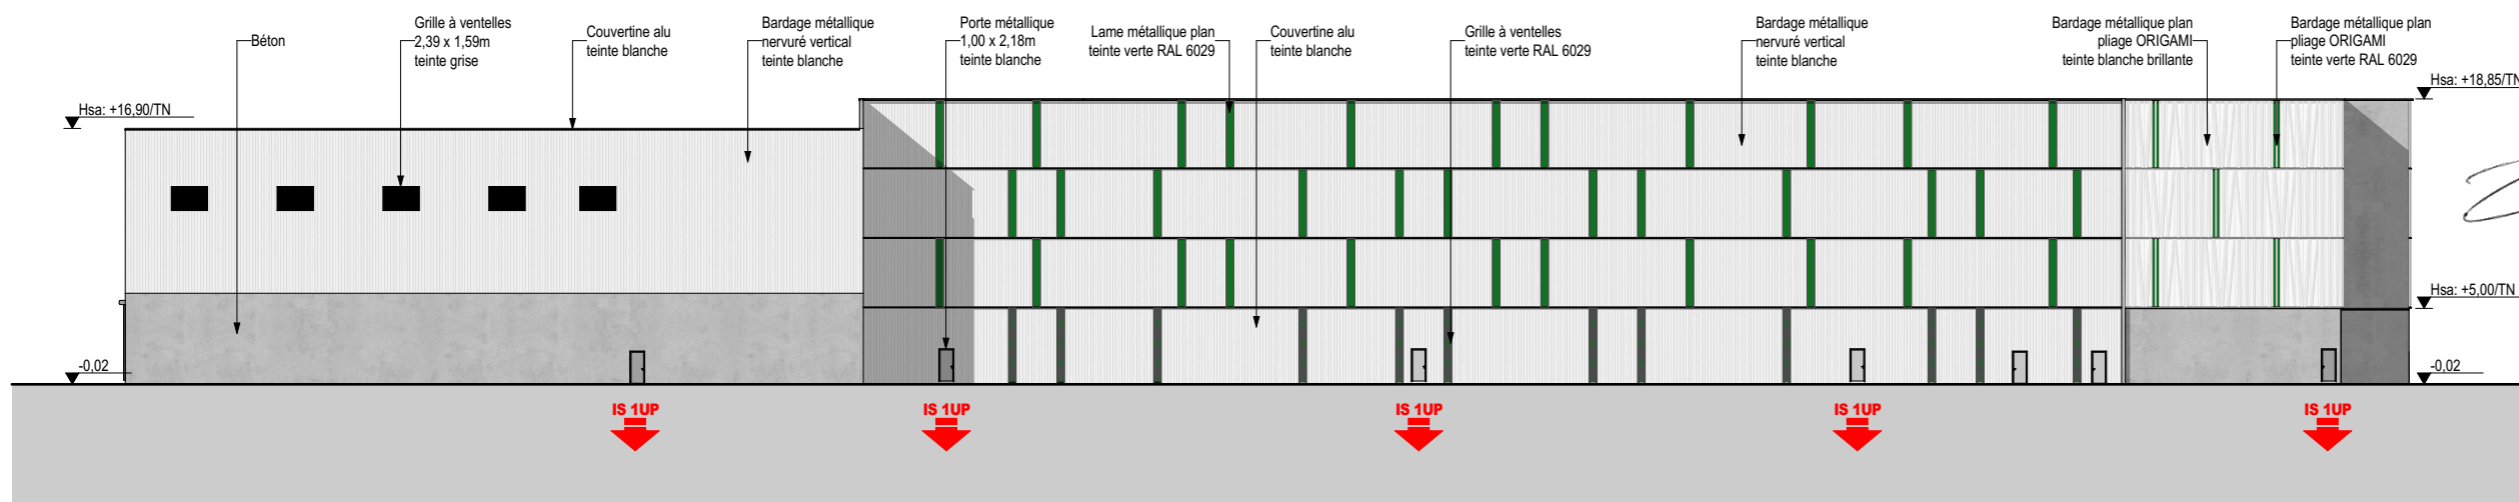 Béton
Grille à ventelles
2,39 x 1,59m
teinte grise
Couvertine alu
teinte blanche
Bardage métallique
nervuré vertical
teinte blanche
Porte métallique
1,00 x 2,18m
teinte blanche
Lame métallique plan
teinte verte RAL 6029
Couvertine alu
teinte blanche
Grille à ventelles
teinte verte RAL 6029
Bardage métallique
nervuré vertical
teinte blanche
Bardage métallique plan
pliage ORIGAMI
teinte blanche brillante
Bardage métallique plan
pliage ORIGAMI
teinte verte RAL 6029
Hsa: +16,90/TN
Hsa: +18,85/TN
Hsa: +5,00/TN
-0,02
-0,02
IS 1UP
IS 1UP
IS 1UP
IS 1UP
IS 1UP